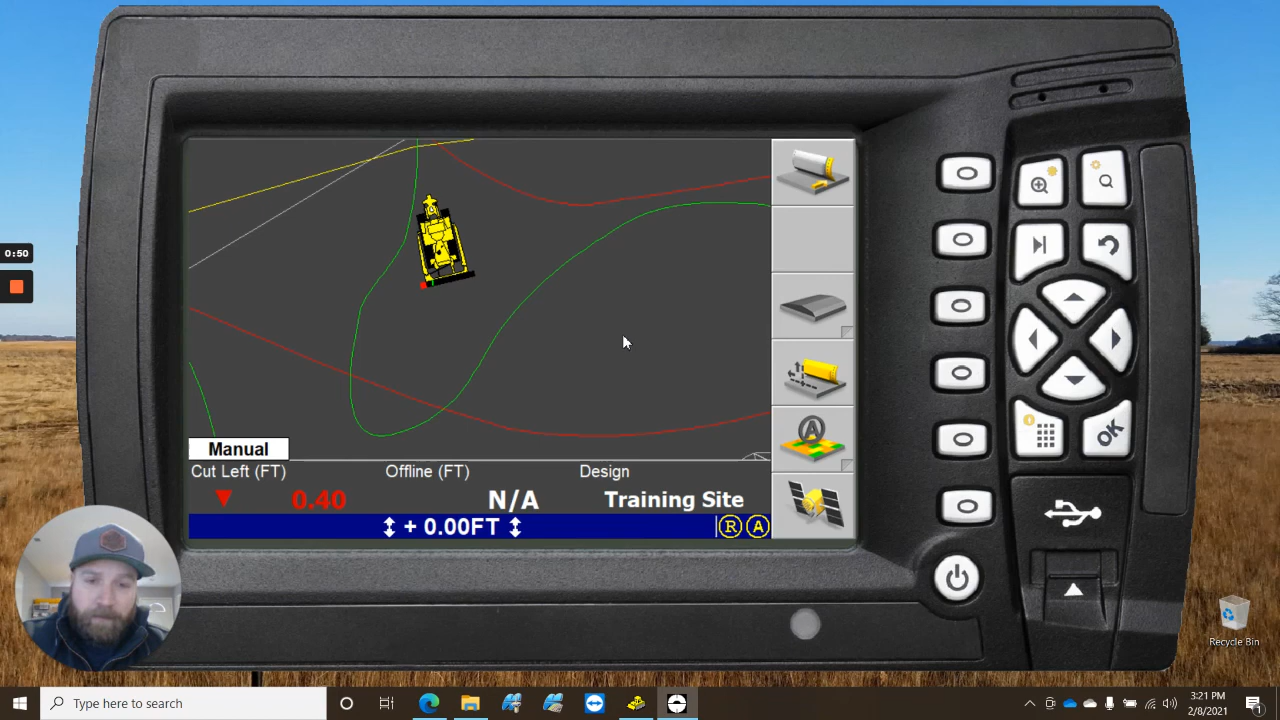 0:50
Manual
Cut Left (FT)
Offline (FT)
Design
0.40
N/A
Training Site
+ 0.00FT
R
A
A
OK
Recycle Bin
Type here to search
3:21 PM
2/8/2021
1